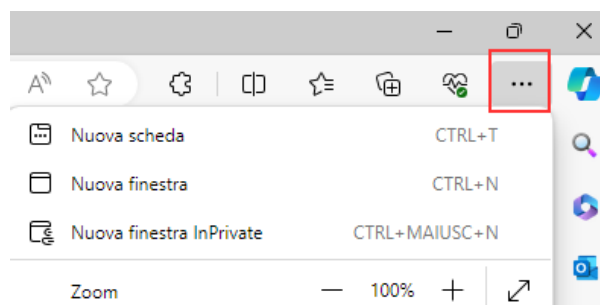 Nuova scheda CTRL+T
Nuova finestra CTRL+N
Nuova finestra InPrivate CTRL+MAIUSC+N
Zoom — 100% +